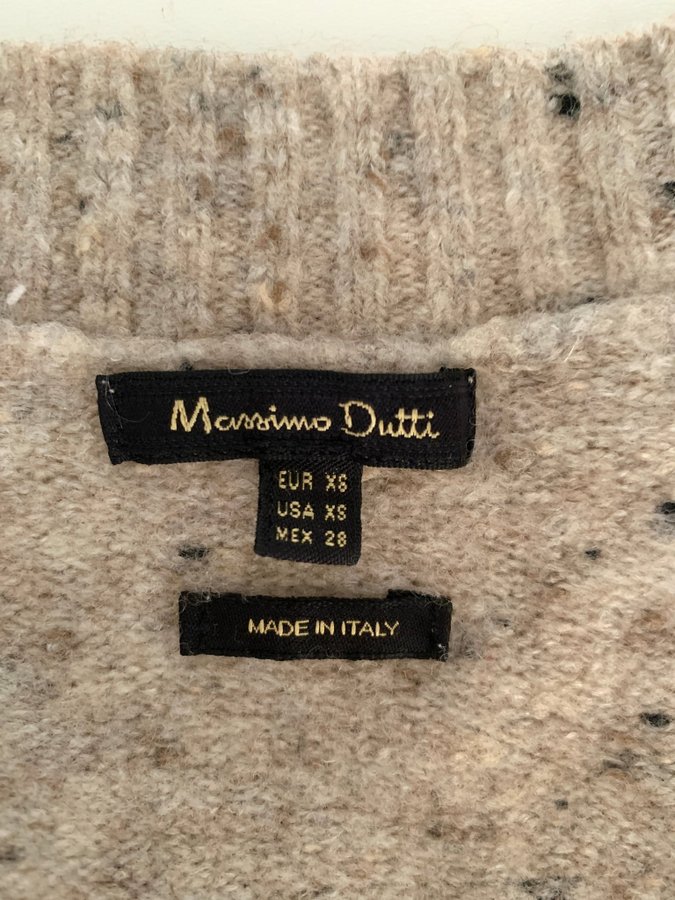 Massimo Dutti
EUR XS
USA XS
MEX 28
MADE IN ITALY